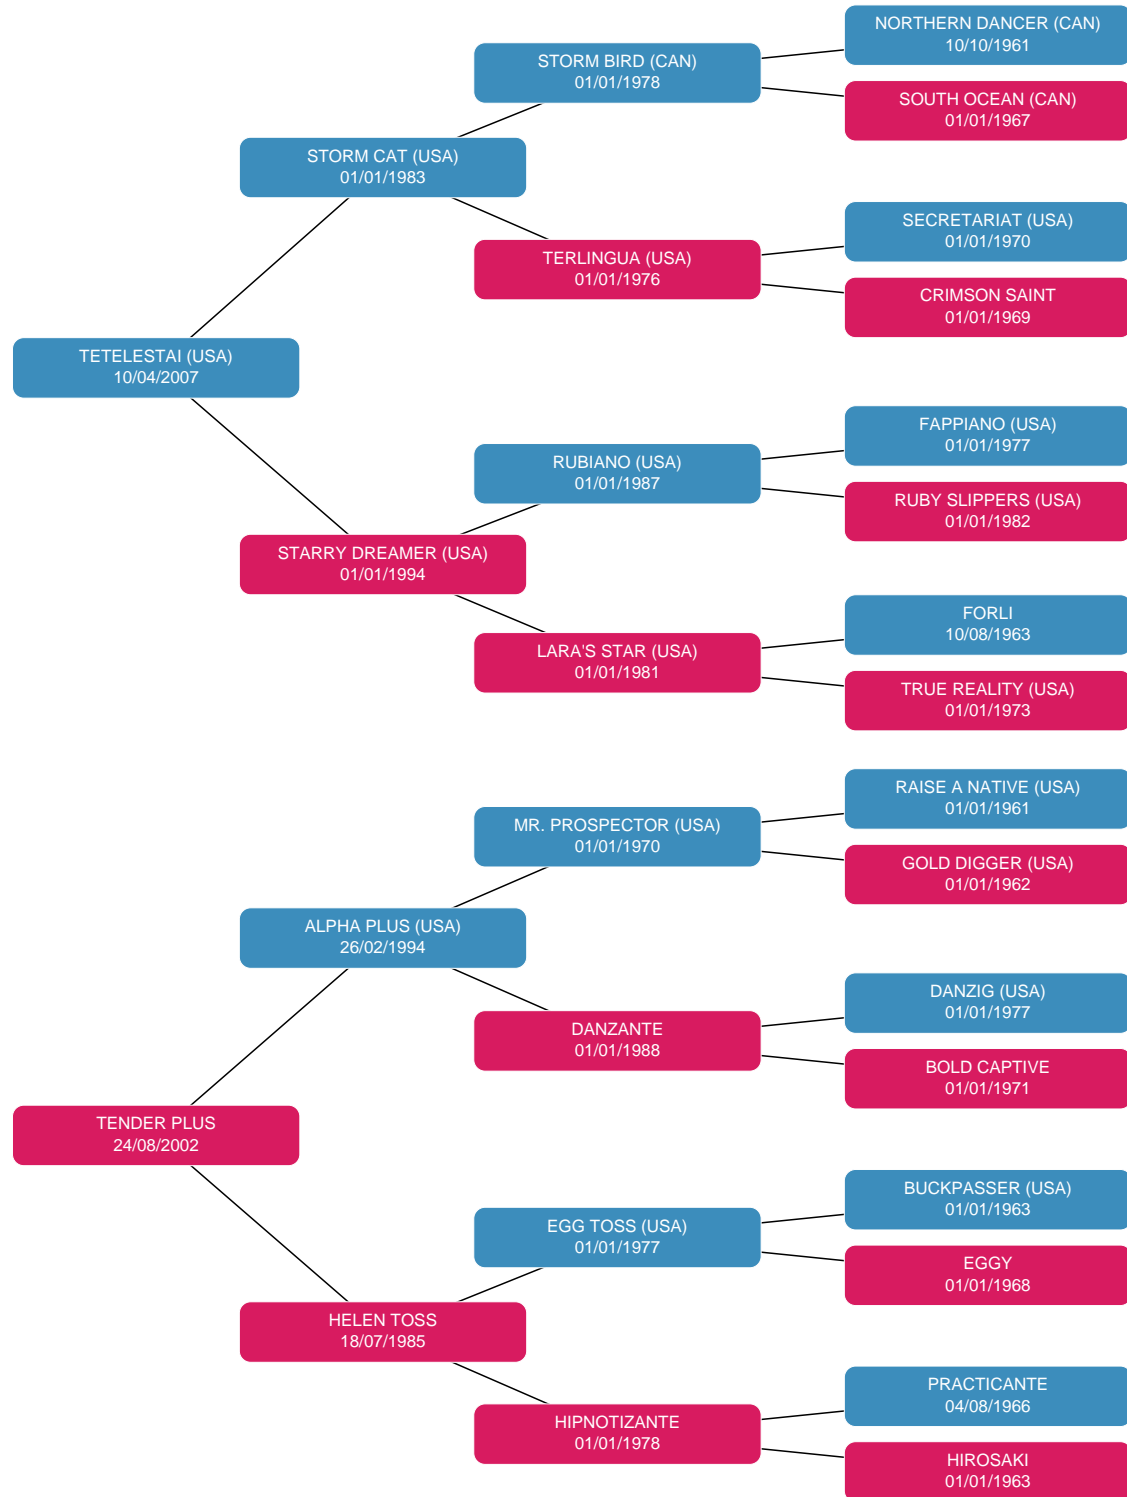 NORTHERN DANCER (CAN)
10/10/1961
STORM BIRD (CAN)
01/01/1978
SOUTH OCEAN (CAN)
01/01/1967
STORM CAT (USA)
01/01/1983
SECRETARIAT (USA)
01/01/1970
TERLINGUA (USA)
01/01/1976
CRIMSON SAINT
01/01/1969
TETELESTAI (USA)
10/04/2007
FAPPIANO (USA)
01/01/1977
RUBIANO (USA)
01/01/1987
RUBY SLIPPERS (USA)
01/01/1982
STARRY DREAMER (USA)
01/01/1994
FORLI
10/08/1963
LARA'S STAR (USA)
01/01/1981
TRUE REALITY (USA)
01/01/1973
RAISE A NATIVE (USA)
01/01/1961
MR. PROSPECTOR (USA)
01/01/1970
GOLD DIGGER (USA)
01/01/1962
ALPHA PLUS (USA)
26/02/1994
DANZIG (USA)
01/01/1977
DANZANTE
01/01/1988
BOLD CAPTIVE
01/01/1971
TENDER PLUS
24/08/2002
BUCKPASSER (USA)
01/01/1963
EGG TOSS (USA)
01/01/1977
EGGY
01/01/1968
HELEN TOSS
18/07/1985
PRACTICANTE
04/08/1966
HIPNOTIZANTE
01/01/1978
HIROSAKI
01/01/1963